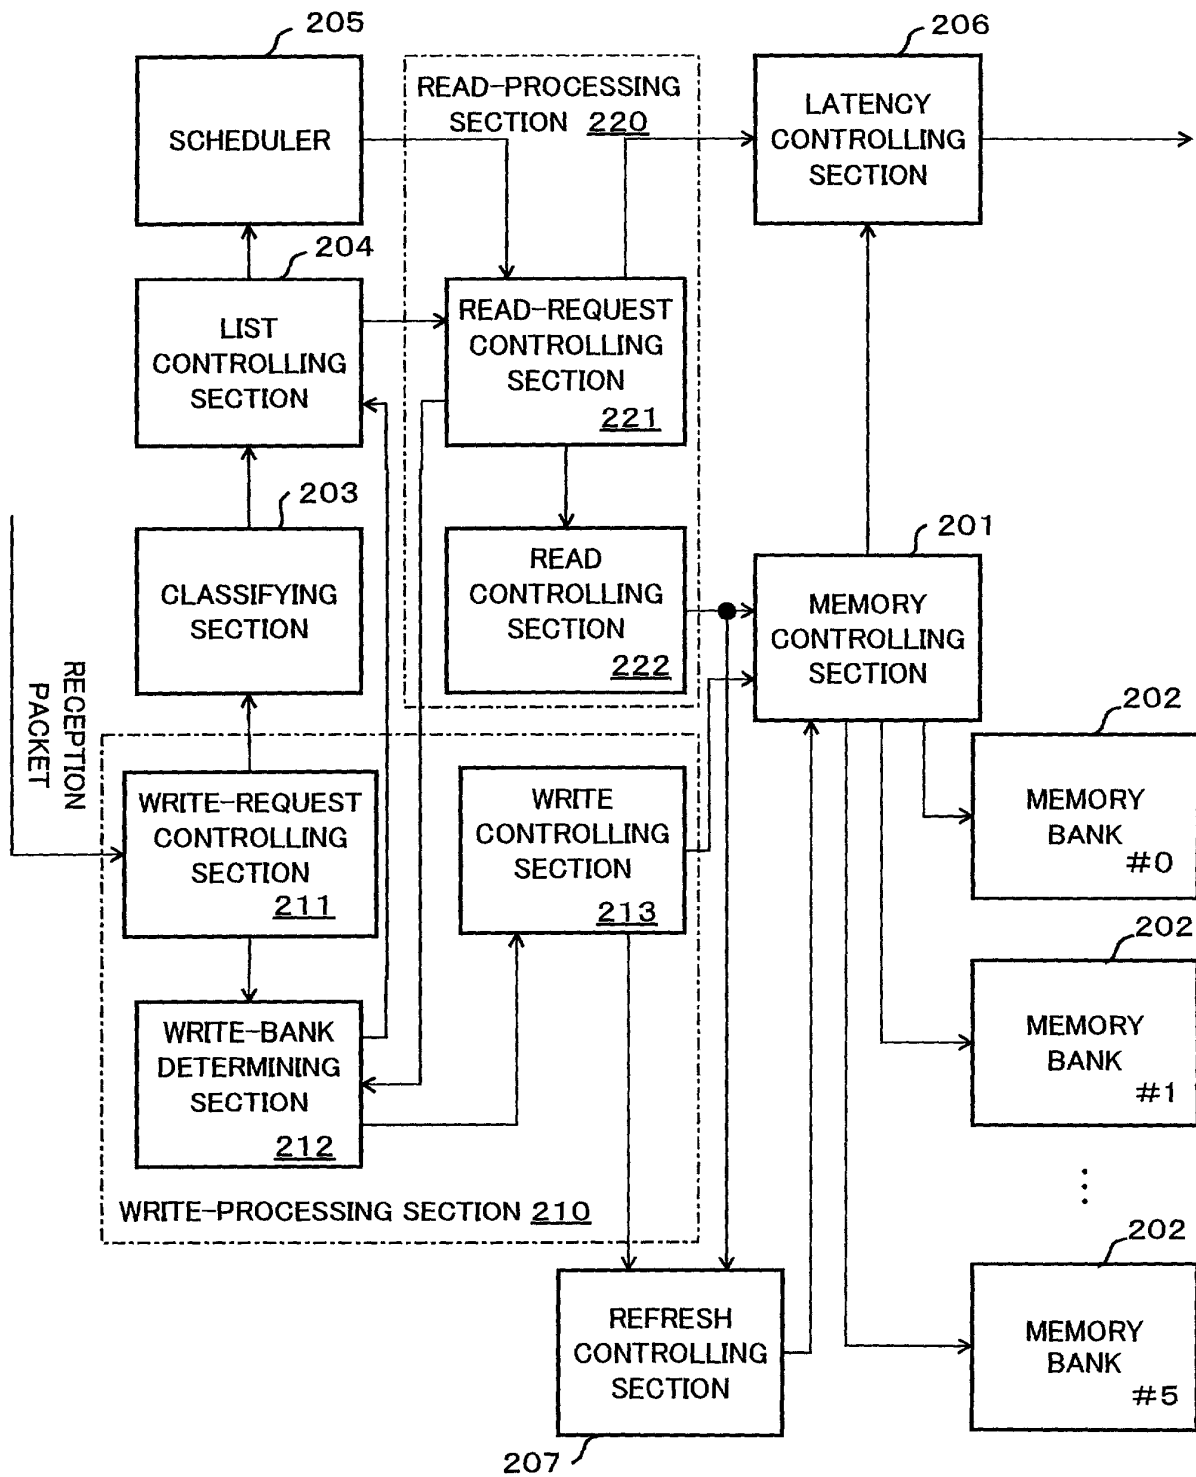 205
SCHEDULER
READ-PROCESSING
SECTION 220
206
LATENCY
CONTROLLING
SECTION
204
LIST
CONTROLLING
SECTION
READ-REQUEST
CONTROLLING
SECTION
221
203
CLASSIFYING
SECTION
READ
CONTROLLING
SECTION
222
201
MEMORY
CONTROLLING
SECTION
RECEPTION
PACKET
WRITE-REQUEST
CONTROLLING
SECTION
211
WRITE
CONTROLLING
SECTION
213
202
MEMORY
BANK
#0
WRITE-BANK
DETERMINING
SECTION
212
202
MEMORY
BANK
#1
WRITE-PROCESSING SECTION 210
⋮
202
MEMORY
BANK
#5
REFRESH
CONTROLLING
SECTION
207